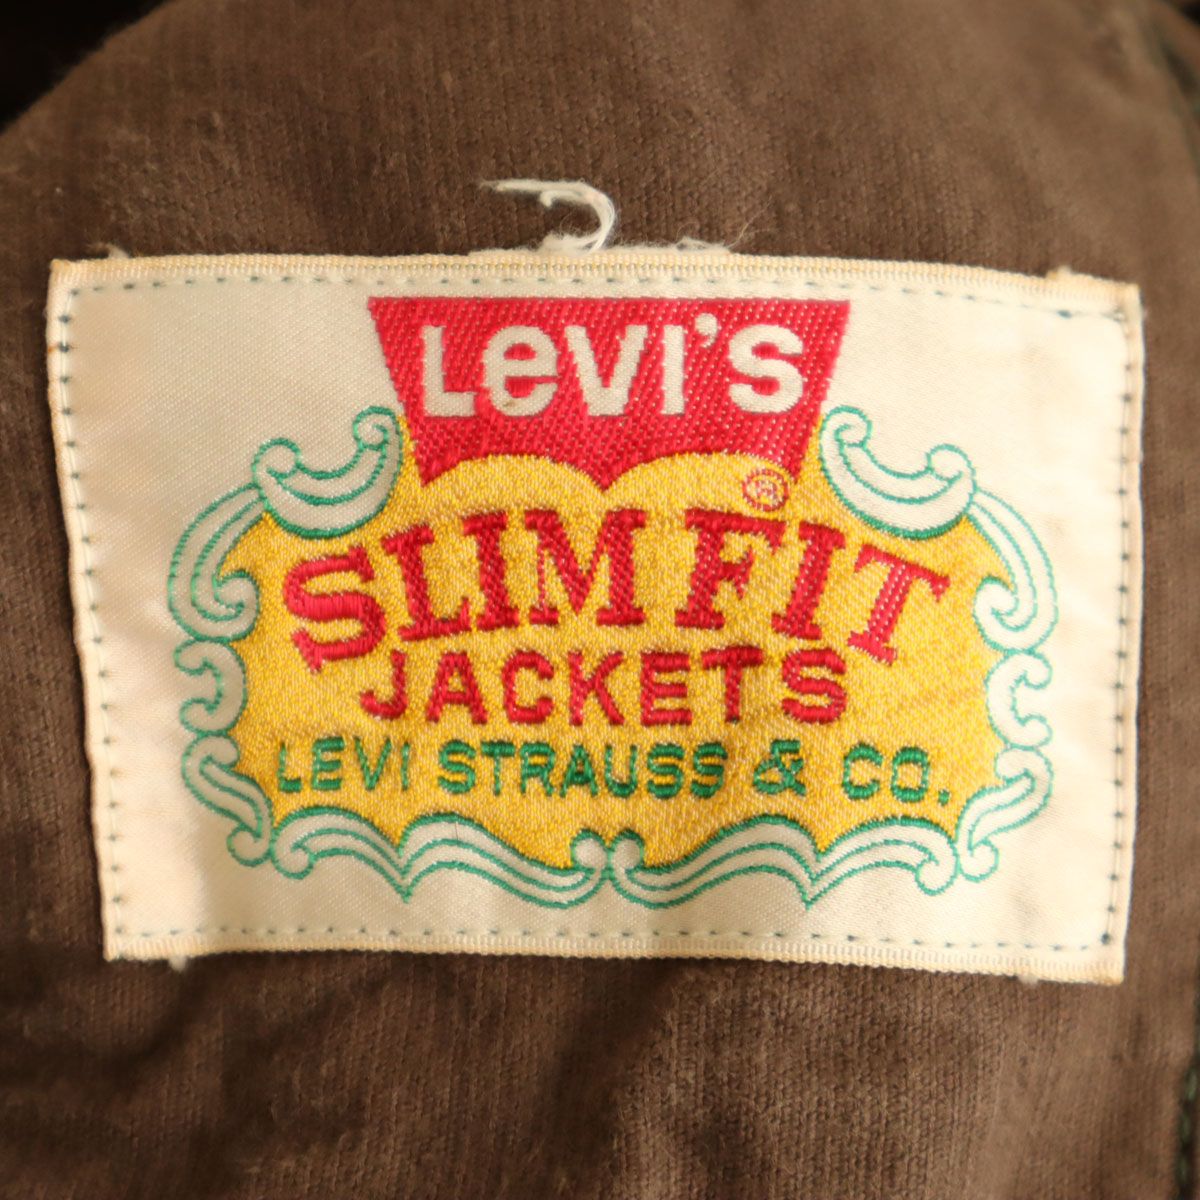 LeVI'S
®
SLIM FIT
JACKETS
LEVI STRAUSS & CO.